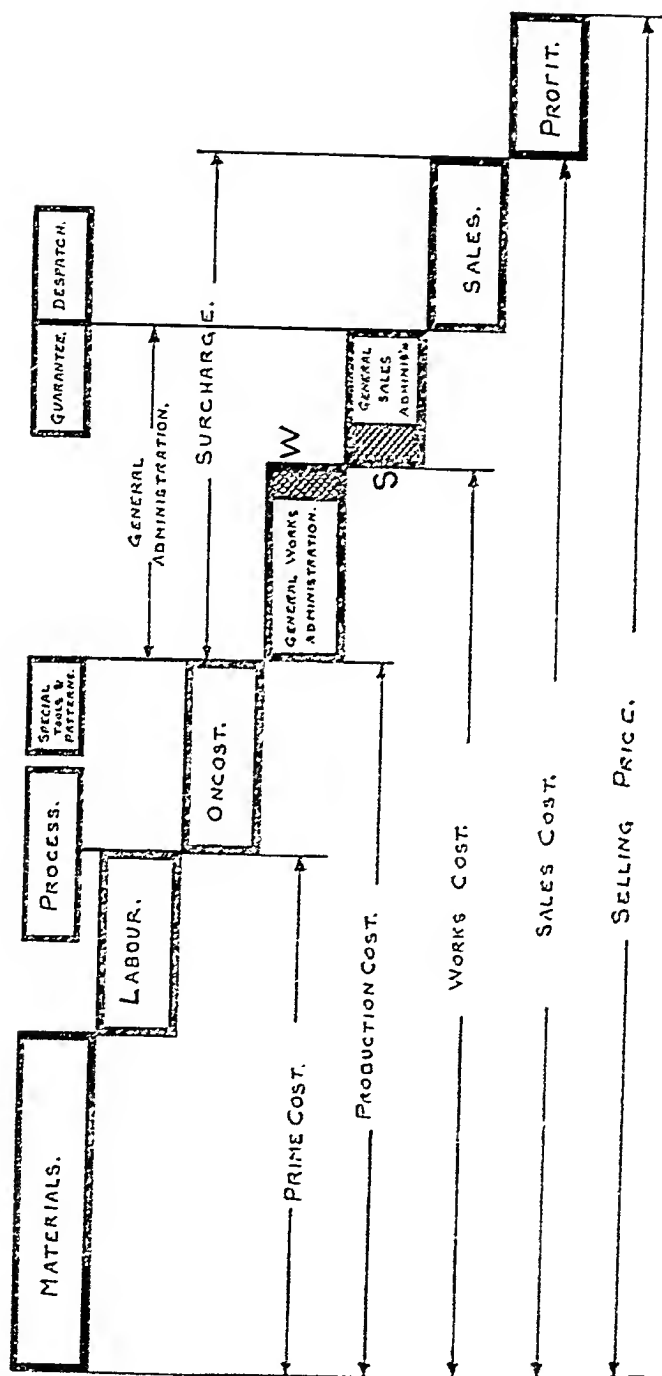 MATERIALS.
LABOUR.
PROCESS.
SPECIAL
TOOLS &
PATTERNS.
ONCOST.
GENERAL WORKS
ADMINISTRATION.
W
S
GENERAL
SALES
ADMINIS'N
GUARANTEE.
DESPATCH.
SALES.
PROFIT.
GENERAL
ADMINISTRATION.
SURCHARGE.
PRIME COST.
PRODUCTION COST.
WORKS COST.
SALES COST.
SELLING PRICE.